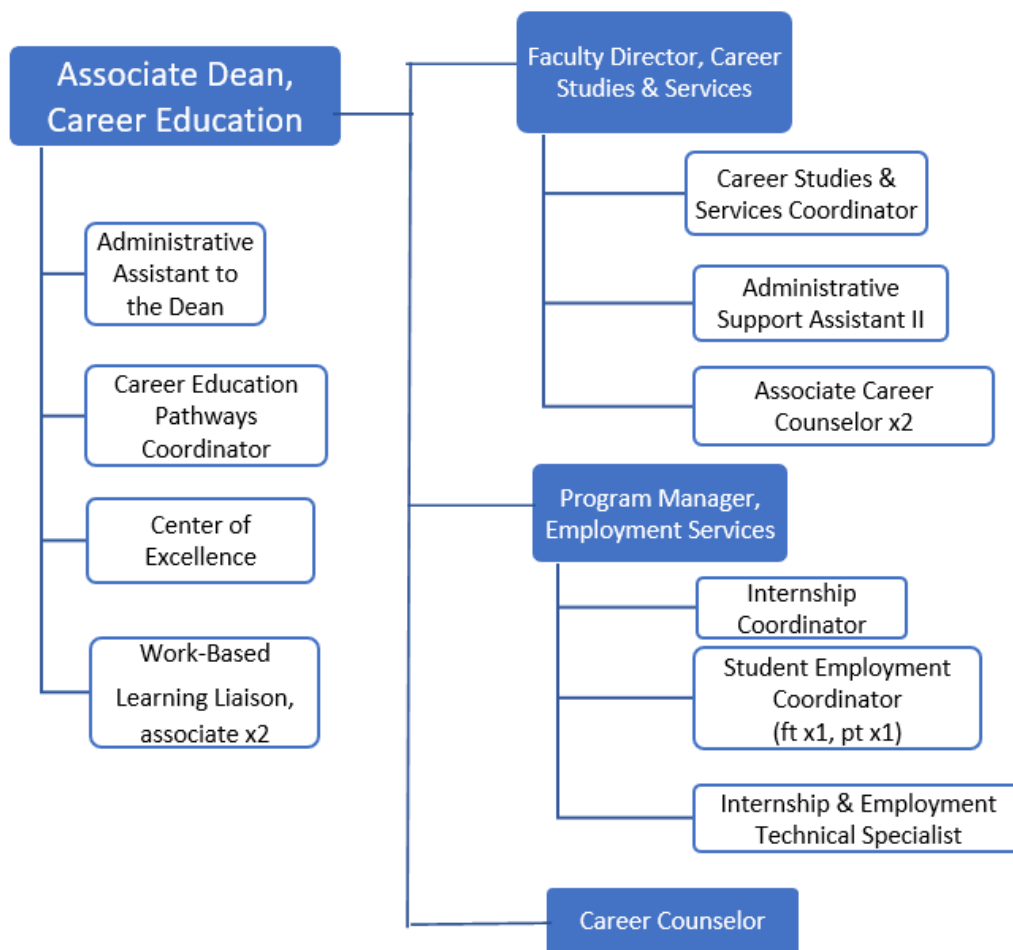 Associate Dean,
Career Education
Administrative
Assistant to
the Dean
Career Education
Pathways
Coordinator
Center of
Excellence
Work-Based
Learning Liaison,
associate x2
Faculty Director, Career
Studies & Services
Career Studies &
Services Coordinator
Administrative
Support Assistant II
Associate Career
Counselor x2
Program Manager,
Employment Services
Internship
Coordinator
Student Employment
Coordinator
(ft x1, pt x1)
Internship & Employment
Technical Specialist
Career Counselor